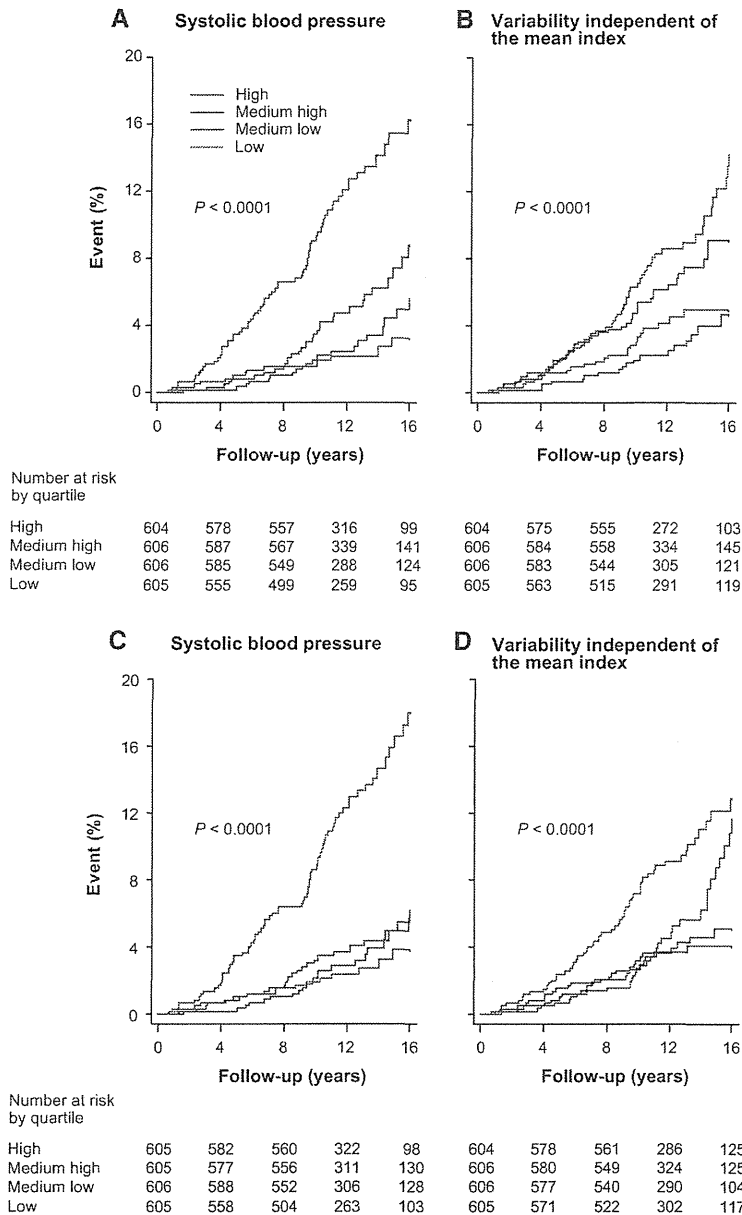 A Systolic blood pressure
B Variability independent of
the mean index
20
16
12
8
4
0
Event (%)
High
Medium high
Medium low
Low
P < 0.0001
P < 0.0001
0 4 8 12 16
0 4 8 12 16
Follow-up (years)
Follow-up (years)
Number at risk
by quartile
High 604 578 557 316 99 604 575 555 272 103
Medium high 606 587 567 339 141 606 584 558 334 145
Medium low 606 585 549 288 124 606 583 544 305 121
Low 605 555 499 259 95 605 563 515 291 119
C Systolic blood pressure
D Variability independent of
the mean index
20
16
12
8
4
0
Event (%)
P < 0.0001
P < 0.0001
0 4 8 12 16
0 4 8 12 16
Follow-up (years)
Follow-up (years)
Number at risk
by quartile
High 605 582 560 322 98 604 578 561 286 125
Medium high 605 577 556 311 130 606 580 549 324 125
Medium low 606 588 552 306 128 606 577 540 290 104
Low 605 558 504 263 103 605 571 522 302 117